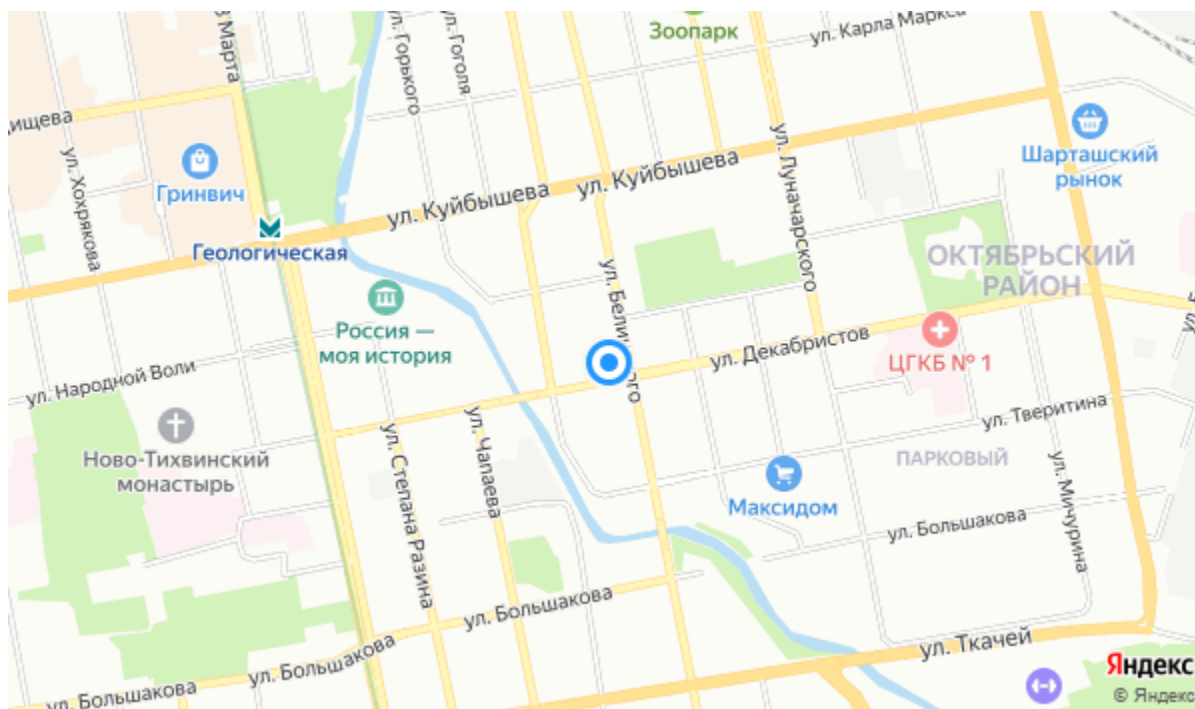 8 Марта
ул. Горького
ул. Гоголя
Зоопарк
ул. Карла Маркса
ищева
ул. Хохрякова
Гринвич
ул. Куйбышева
ул. Куйбышева
ул. Луначарского
Шарташский
рынок
Геологическая
ОКТЯБРЬСКИЙ
РАЙОН
Россия —
моя история
ул. Народной Воли
ул. Декабристов
ЦГКБ № 1
Ново-Тихвинский
монастырь
ул. Степана Разина
ул. Чапаева
ул. Тверитина
ПАРКОВЫЙ
Максидом
ул. Мичурина
ул. Большакова
ул. Большакова
ул. Большакова
ул. Большакова
ул. Ткачей
Яндекс
© Яндекс